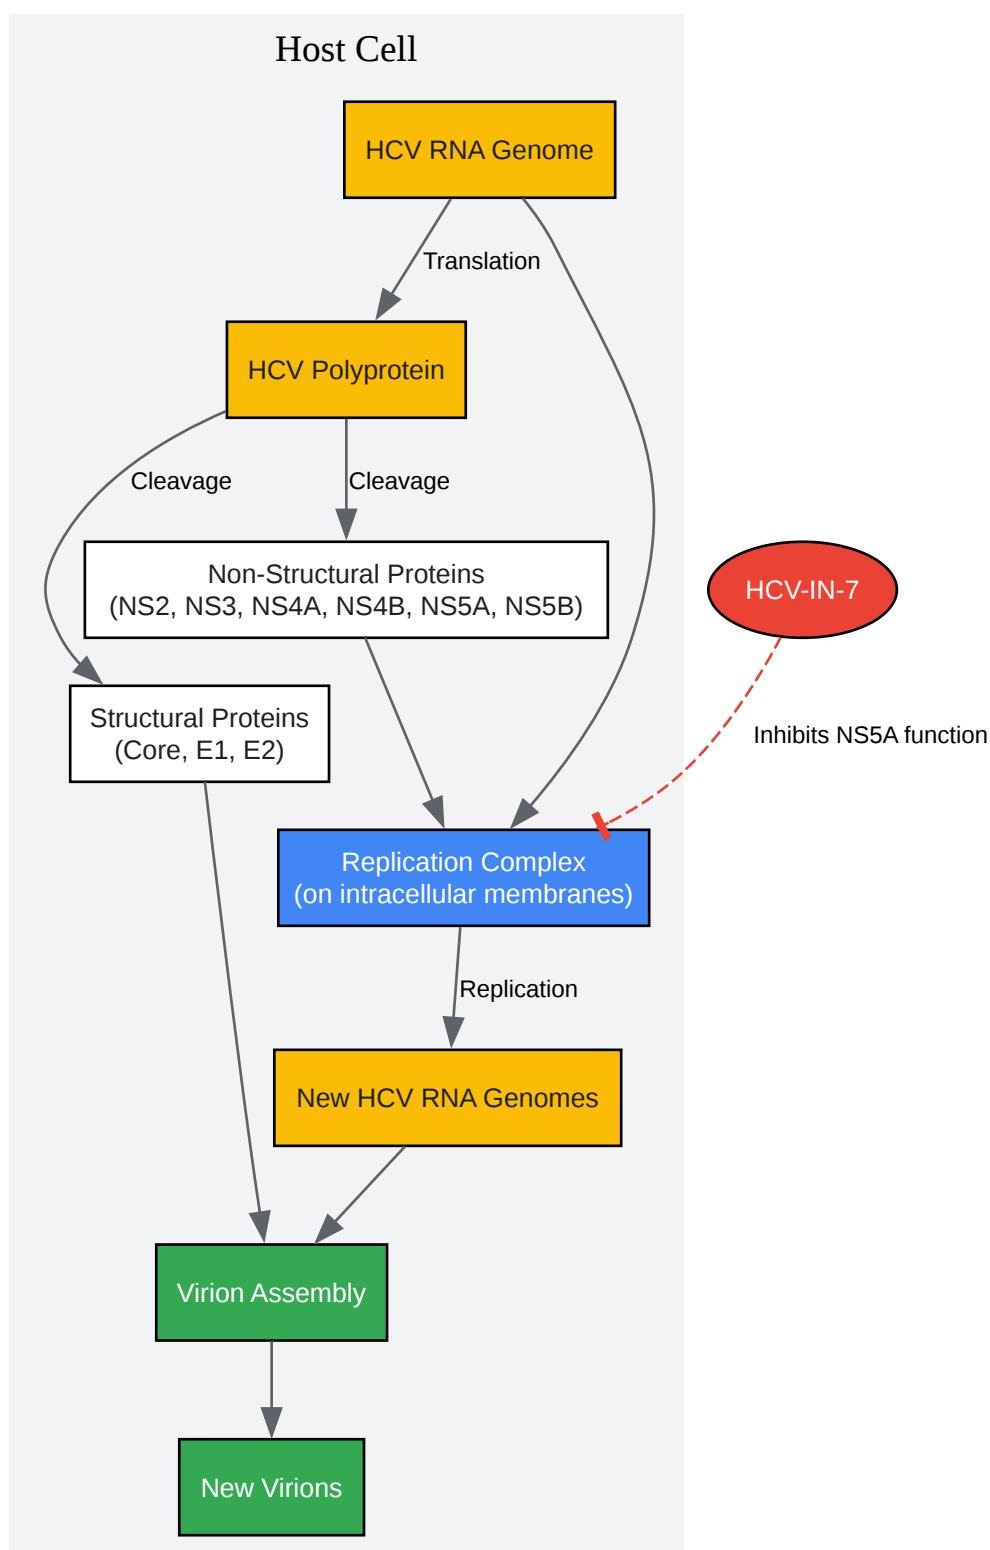 Host Cell
HCV RNA Genome
Translation
HCV Polyprotein
Cleavage
Cleavage
Non-Structural Proteins
(NS2, NS3, NS4A, NS4B, NS5A, NS5B)
HCV-IN-7
Structural Proteins
(Core, E1, E2)
Inhibits NS5A function
Replication Complex
(on intracellular membranes)
Replication
New HCV RNA Genomes
Virion Assembly
New Virions